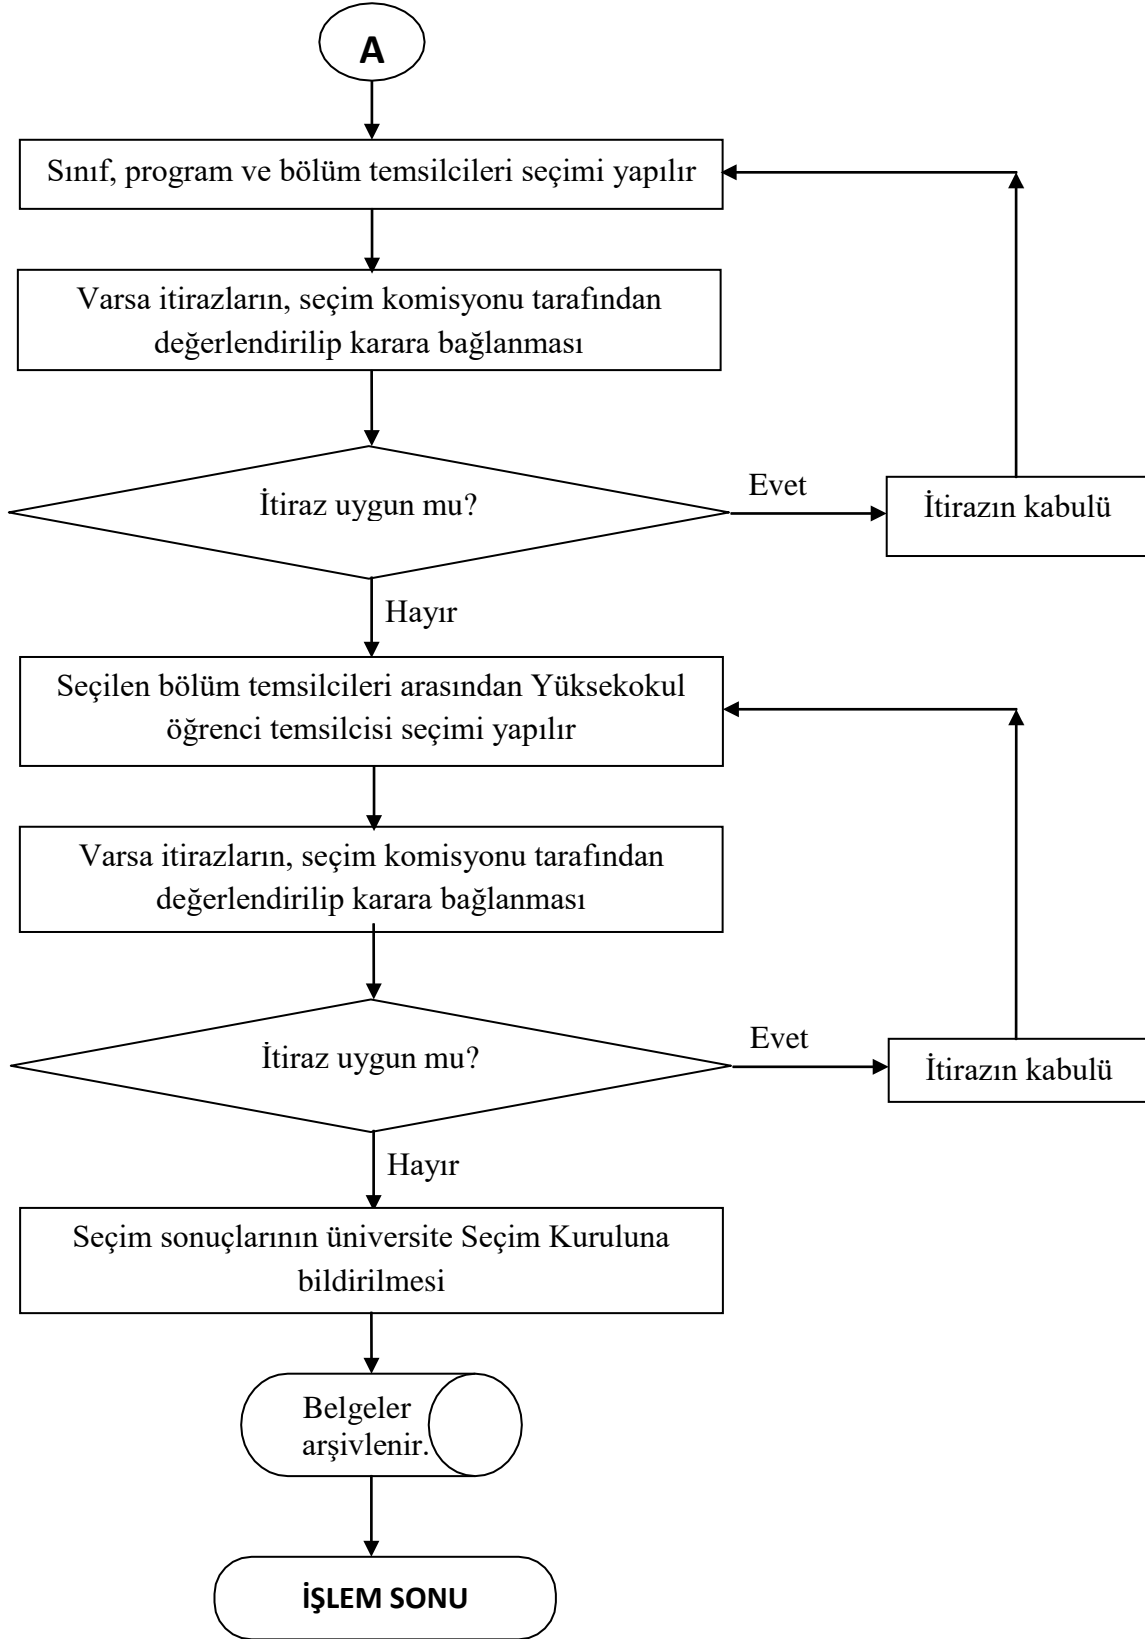 A
Sınıf, program ve bölüm temsilcileri seçimi yapılır
Varsa itirazların, seçim komisyonu tarafından
değerlendirilip karara bağlanması
İtiraz uygun mu?
Evet
İtirazın kabulü
Hayır
Seçilen bölüm temsilcileri arasından Yüksekokul
öğrenci temsilcisi seçimi yapılır
Varsa itirazların, seçim komisyonu tarafından
değerlendirilip karara bağlanması
İtiraz uygun mu?
Evet
İtirazın kabulü
Hayır
Seçim sonuçlarının üniversite Seçim Kuruluna
bildirilmesi
Belgeler
arşivlenir.
İŞLEM SONU